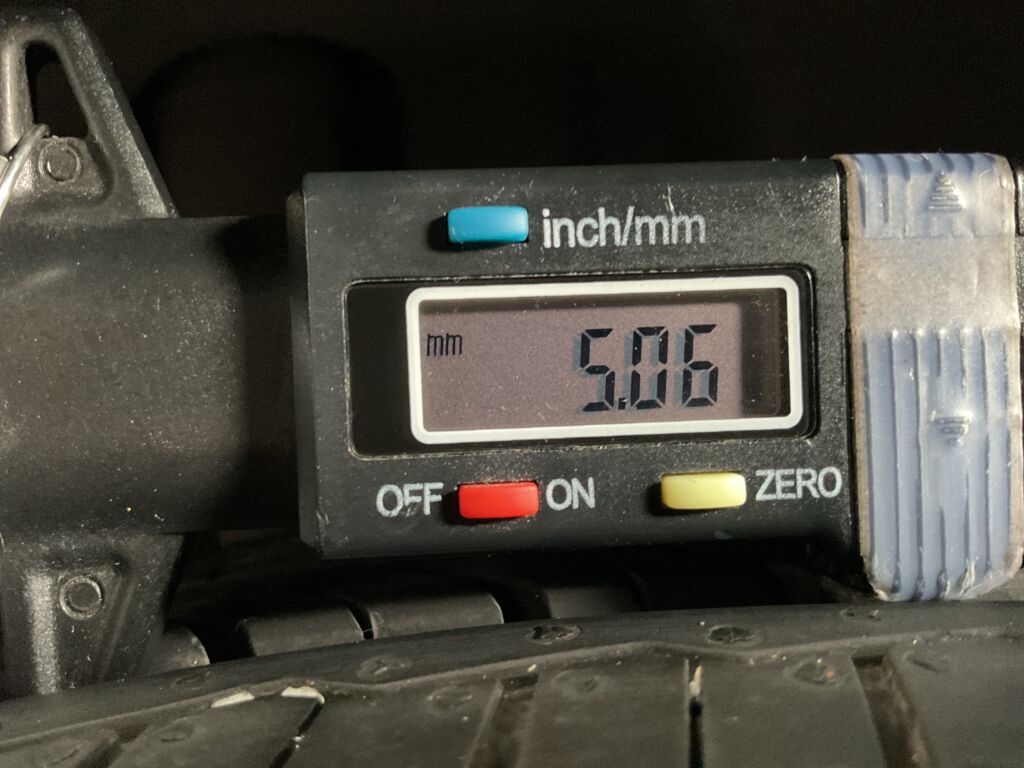 inch/mm
mm 5.06
OFF ON ZERO